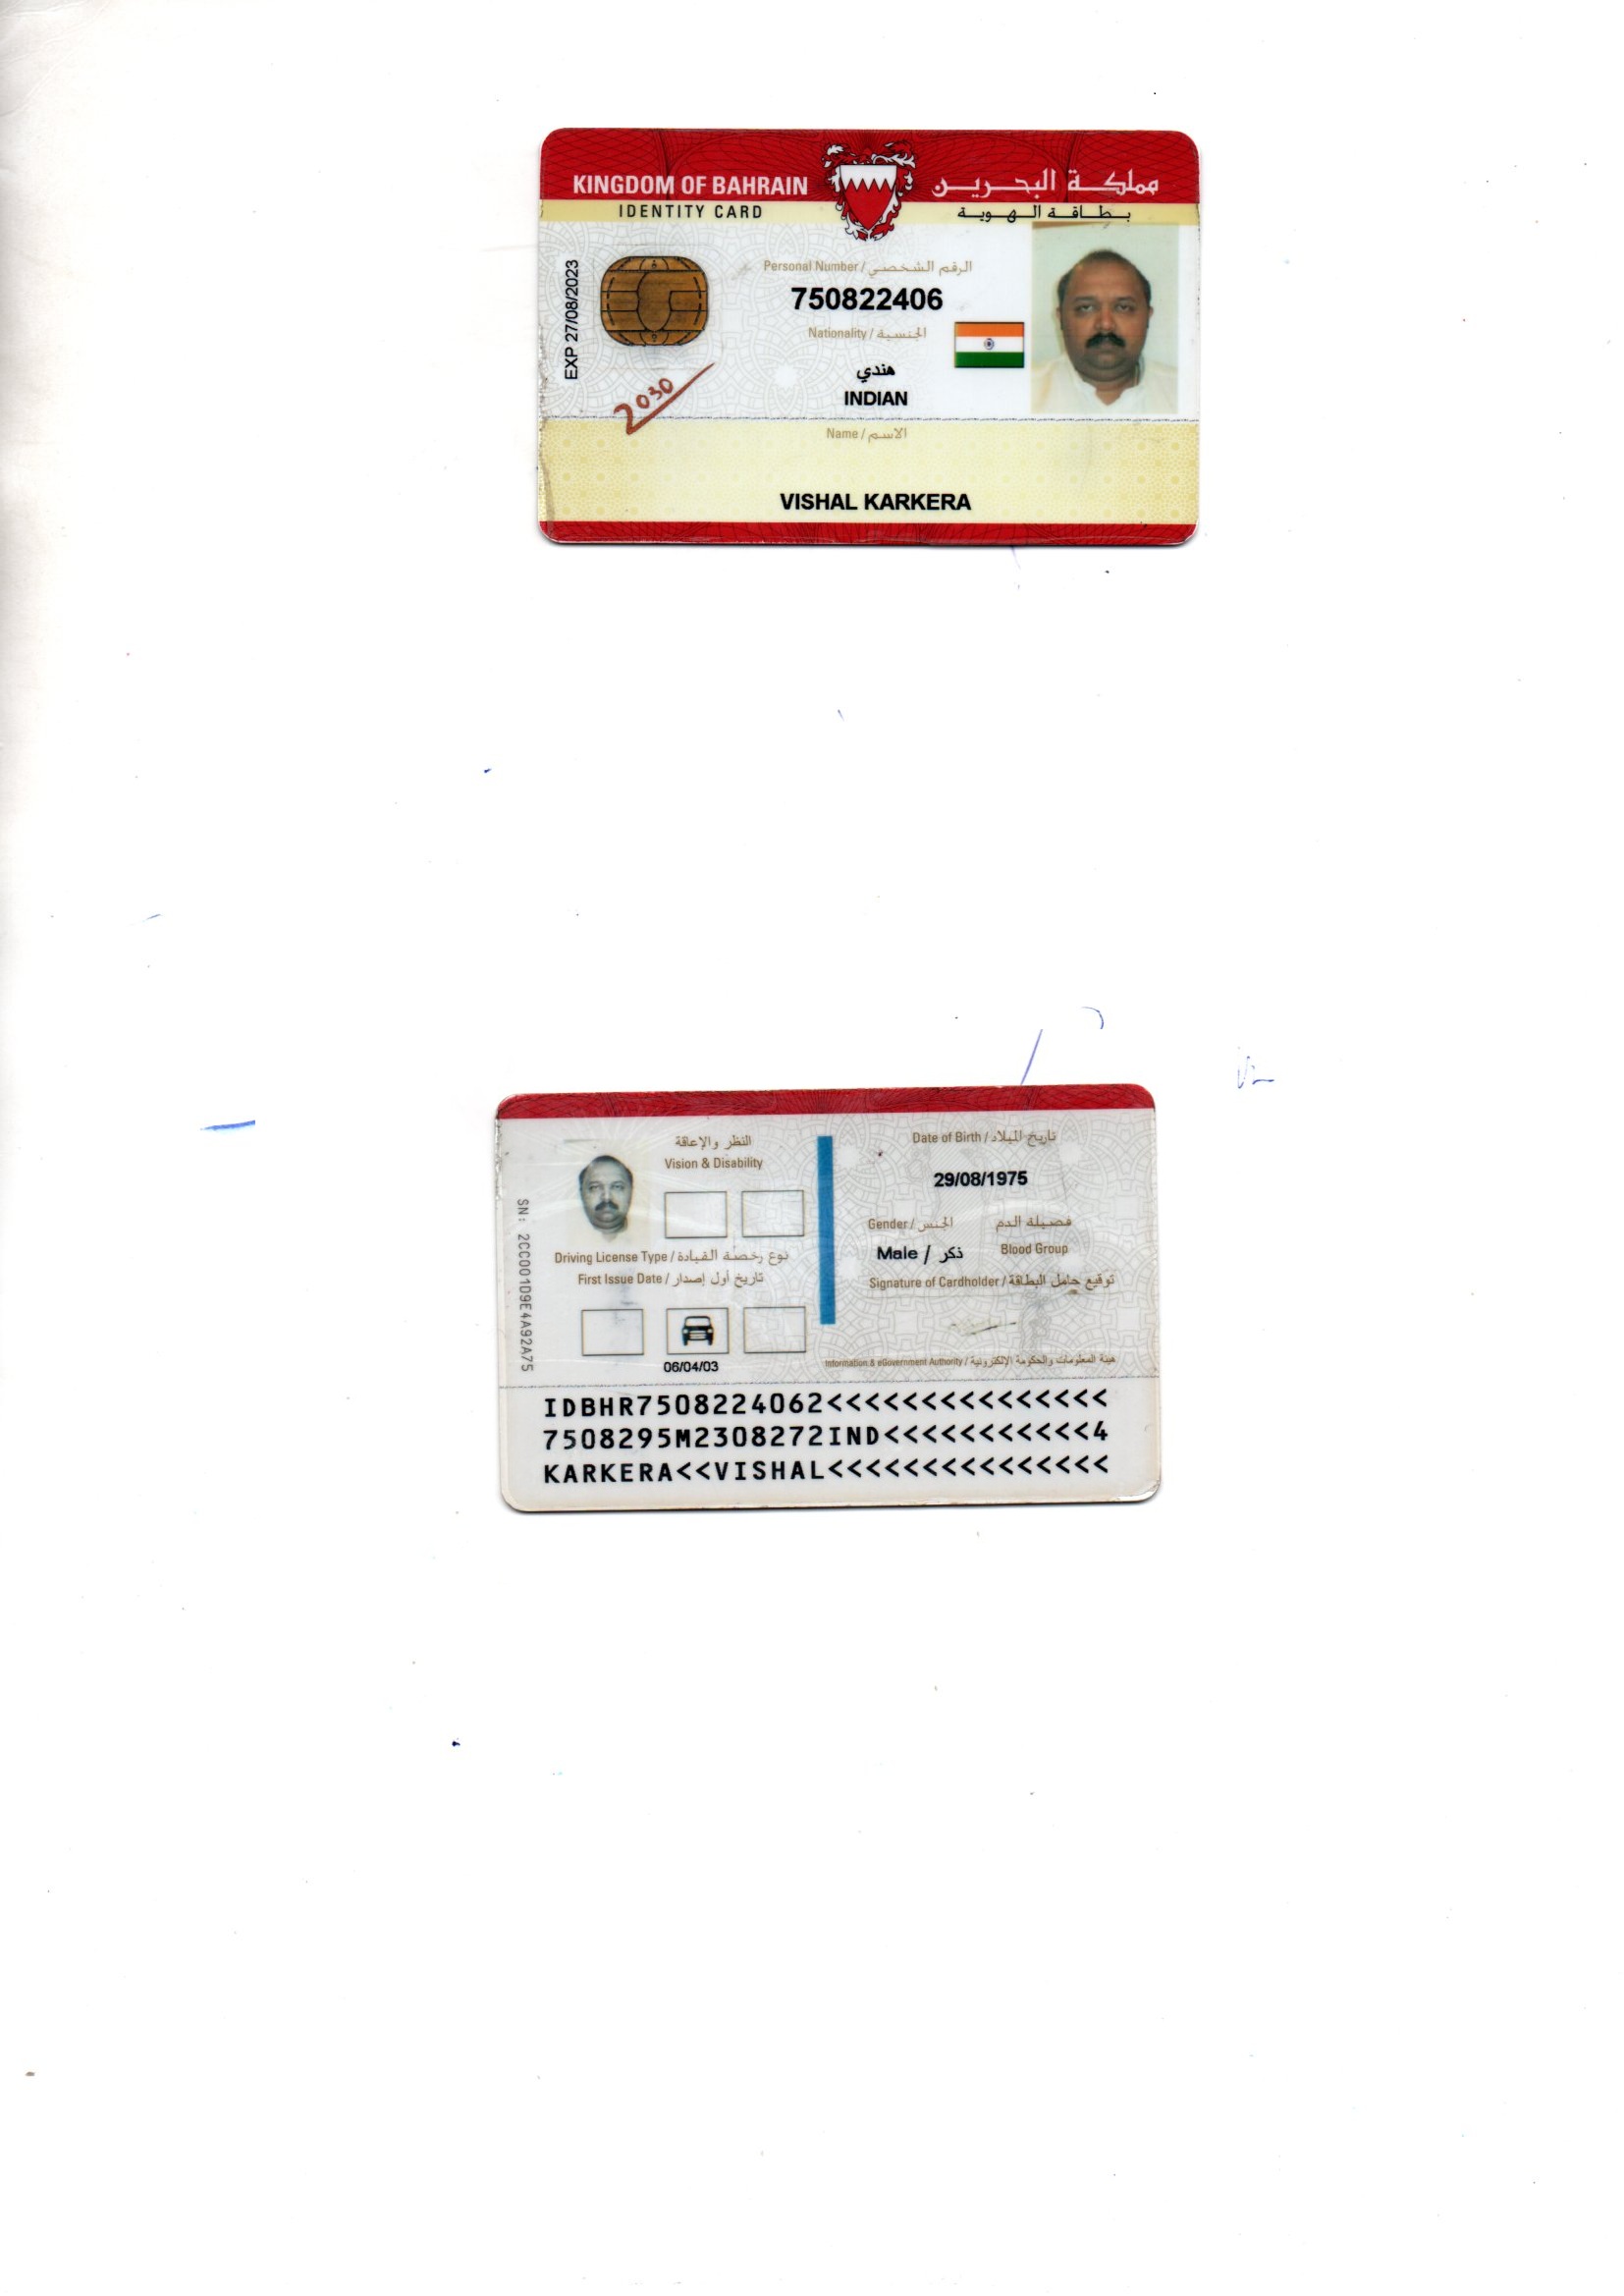 KINGDOM OF BAHRAIN مملكة البحرين
IDENTITY CARD بطاقة الهوية
Personal Number / الرقم الشخصي
750822406
Nationality / الجنسية
هندي
INDIAN
EXP 27/08/2023
2030
Name / الاسم
VISHAL KARKERA
النظر والإعاقة
Vision & Disability
Driving License Type / نوع رخصة القيادة
First Issue Date / تاريخ أول إصدار
06/04/03
SN: 2CC001D9E4A92A75
Date of Birth / تاريخ الميلاد
29/08/1975
Gender / الجنس فصيلة الدم
Male / ذكر Blood Group
Signature of Cardholder / توقيع حامل البطاقة
Information & eGovernment Authority / هيئة المعلومات والحكومة الإلكترونية
IDBHR7508224062<<<<<<<<<<<<<<<
7508295M2308272IND<<<<<<<<<<<4
KARKERA<<VISHAL<<<<<<<<<<<<<<<